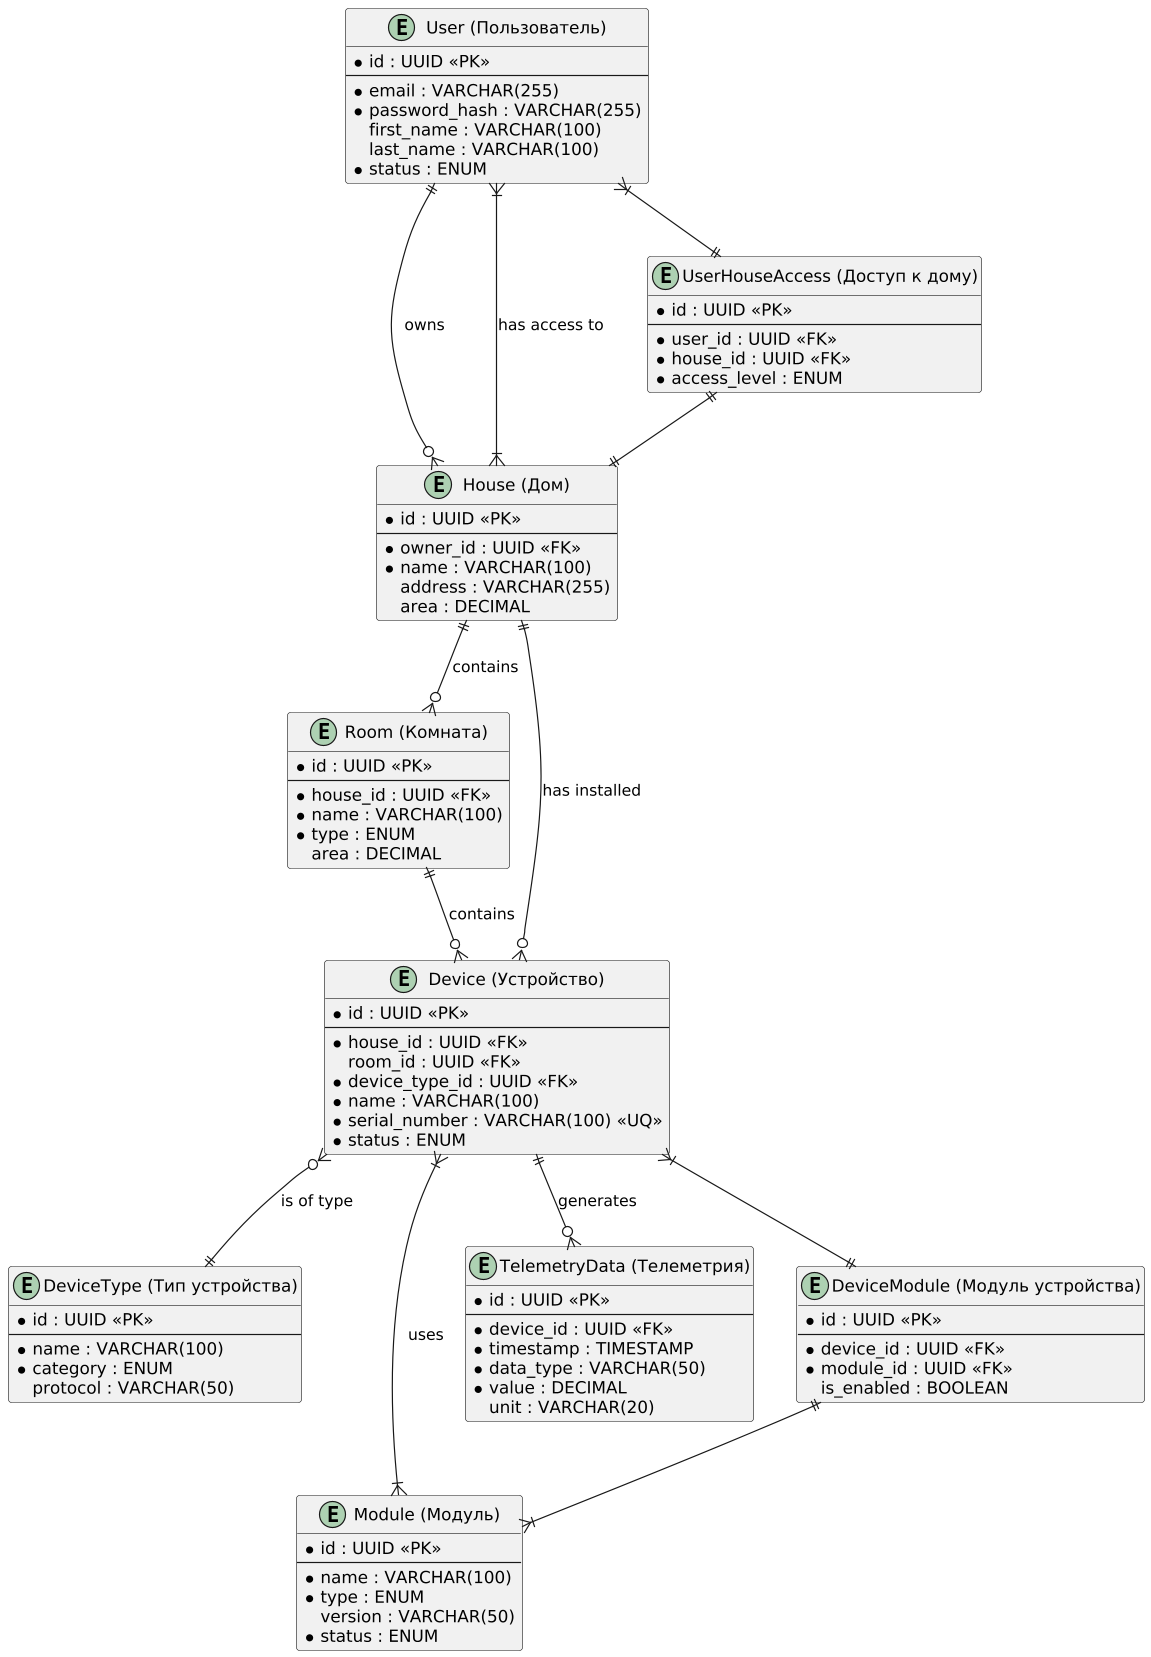 E User (Пользователь)
id : UUID «PK»
email : VARCHAR(255)
password_hash : VARCHAR(255)
first_name : VARCHAR(100)
last_name : VARCHAR(100)
status : ENUM
E UserHouseAccess (Доступ к дому)
id : UUID «PK»
user_id : UUID «FK»
house_id : UUID «FK»
access_level : ENUM
owns
has access to
E House (Дом)
id : UUID «PK»
owner_id : UUID «FK»
name : VARCHAR(100)
address : VARCHAR(255)
area : DECIMAL
contains
E Room (Комната)
id : UUID «PK»
house_id : UUID «FK»
name : VARCHAR(100)
type : ENUM
area : DECIMAL
has installed
contains
E Device (Устройство)
id : UUID «PK»
house_id : UUID «FK»
room_id : UUID «FK»
device_type_id : UUID «FK»
name : VARCHAR(100)
serial_number : VARCHAR(100) «UQ»
status : ENUM
is of type
generates
E DeviceType (Тип устройства)
id : UUID «PK»
name : VARCHAR(100)
category : ENUM
protocol : VARCHAR(50)
uses
E TelemetryData (Телеметрия)
id : UUID «PK»
device_id : UUID «FK»
timestamp : TIMESTAMP
data_type : VARCHAR(50)
value : DECIMAL
unit : VARCHAR(20)
E DeviceModule (Модуль устройства)
id : UUID «PK»
device_id : UUID «FK»
module_id : UUID «FK»
is_enabled : BOOLEAN
E Module (Модуль)
id : UUID «PK»
name : VARCHAR(100)
type : ENUM
version : VARCHAR(50)
status : ENUM